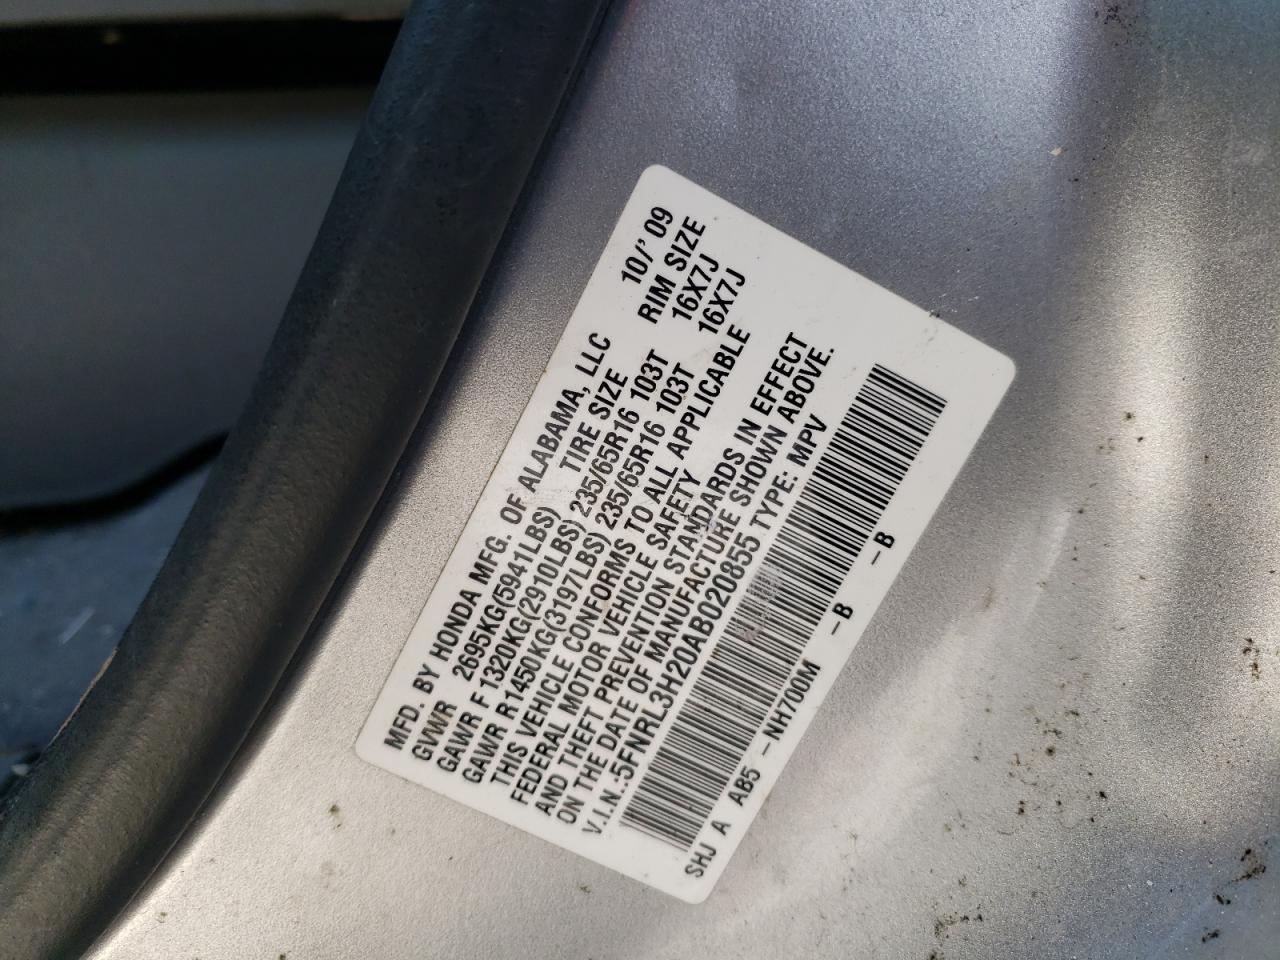 MFD. BY HONDA MFG. OF ALABAMA, LLC 10/' 09
GVWR 2695KG(5941LBS) TIRE SIZE RIM SIZE
GAWR F 1320KG(2910LBS) 235/65R16 103T 16X7J
GAWR R1450KG(3197LBS) 235/65R16 103T 16X7J
THIS VEHICLE CONFORMS TO ALL APPLICABLE
FEDERAL MOTOR VEHICLE SAFETY
AND THEFT PREVENTION STANDARDS IN EFFECT
ON THE DATE OF MANUFACTURE SHOWN ABOVE.
V.I.N.:5FNRL3H20AB020855 TYPE: MPV
SHJ A AB5 -NH700M -B -B